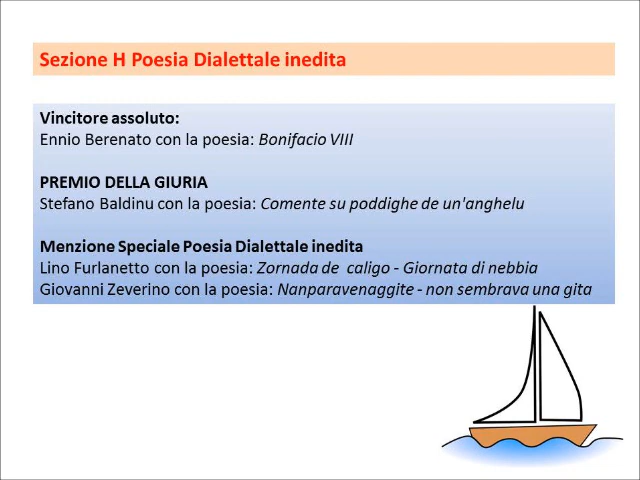 Sezione H Poesia Dialettale inedita
Vincitore assoluto:
Ennio Berenato con la poesia: Bonifacio VIII
PREMIO DELLA GIURIA
Stefano Baldinu con la poesia: Comente su poddighe de un'anghelu
Menzione Speciale Poesia Dialettale inedita
Lino Furlanetto con la poesia: Zornada de caligo - Giornata di nebbia
Giovanni Zeverino con la poesia: Nanparavenaggite - non sembrava una gita